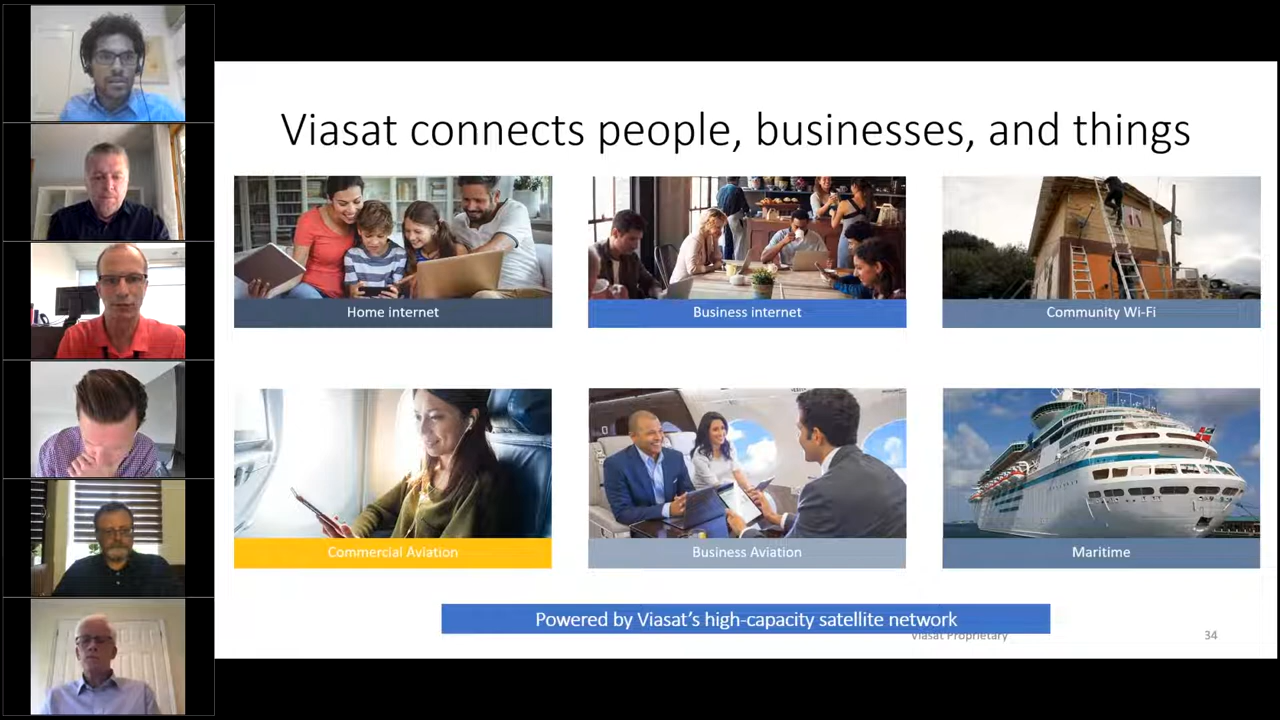 Viasat connects people, businesses, and things
Home internet
Business internet
Community Wi-Fi
Commercial Aviation
Business Aviation
Maritime
Powered by Viasat's high-capacity satellite network
Viasat Proprietary
34